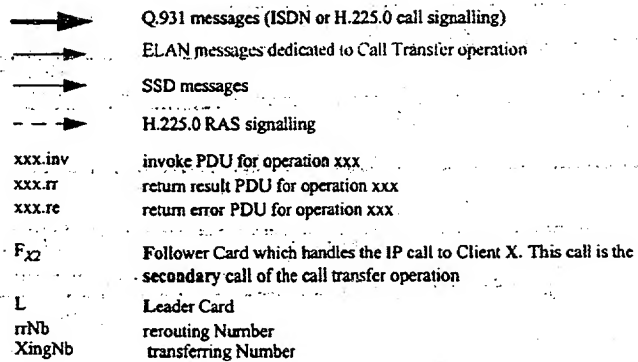 Q.931 messages (ISDN or H.225.0 call signalling)
ELAN messages dedicated to Call Transfer operation
SSD messages
H.225.0 RAS signalling
xxx.inv invoke PDU for operation xxx
xxx.rr return result PDU for operation xxx
xxx.re return error PDU for operation xxx
FX2 Follower Card which handles the IP call to Client X. This call is the
secondary call of the call transfer operation
L Leader Card
rrNb rerouting Number
XingNb transferring Number